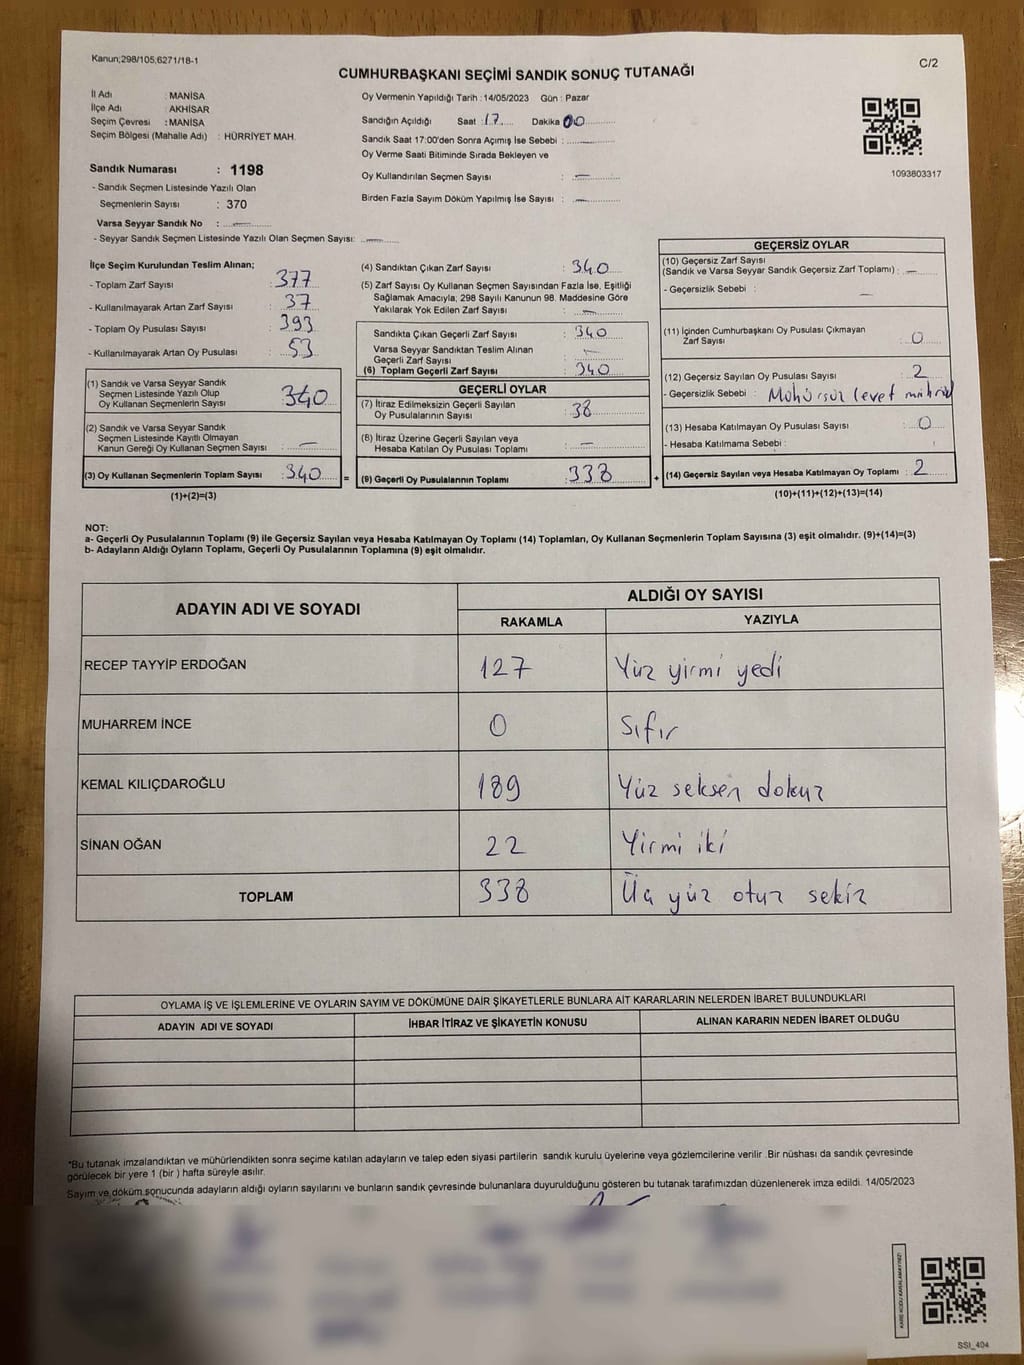 Kanun;298/105,6271/18-1
C/2
CUMHURBAŞKANI SEÇİMİ SANDIK SONUÇ TUTANAĞI
İl Adı : MANİSA
İlçe Adı : AKHİSAR
Seçim Çevresi : MANİSA
Seçim Bölgesi (Mahalle Adı) : HÜRRİYET MAH.
Sandık Numarası : 1198
- Sandık Seçmen Listesinde Yazılı Olan
Seçmenlerin Sayısı : 370
Varsa Seyyar Sandık No : —
- Seyyar Sandık Seçmen Listesinde Yazılı Olan Seçmen Sayısı: —
Oy Vermenin Yapıldığı Tarih : 14/05/2023 Gün : Pazar
Sandığın Açıldığı Saat : 17 Dakika 00
Sandık Saat 17:00'den Sonra Açımış İse Sebebi : —
Oy Verme Saati Bitiminde Sırada Bekleyen ve
Oy Kullandırılan Seçmen Sayısı : —
Birden Fazla Sayım Döküm Yapılmış İse Sayısı : —
1093803317
İlçe Seçim Kurulundan Teslim Alınan;
- Toplam Zarf Sayısı : 377
- Kullanılmayarak Artan Zarf Sayısı : 37
- Toplam Oy Pusulası Sayısı : 393
- Kullanılmayarak Artan Oy Pusulası : 53
(1) Sandık ve Varsa Seyyar Sandık
Seçmen Listesinde Yazılı Olup
Oy Kullanan Seçmenlerin Sayısı : 340
(2) Sandık ve Varsa Seyyar Sandık
Seçmen Listesinde Kayıtlı Olmayan
Kanun Gereği Oy Kullanan Seçmen Sayısı : —
(3) Oy Kullanan Seçmenlerin Toplam Sayısı : 340 =
(1)+(2)=(3)
(4) Sandıktan Çıkan Zarf Sayısı : 340
(5) Zarf Sayısı Oy Kullanan Seçmen Sayısından Fazla İse, Eşitliği
Sağlamak Amacıyla; 298 Sayılı Kanunun 98. Maddesine Göre
Yakılarak Yok Edilen Zarf Sayısı : —
Sandıkta Çıkan Geçerli Zarf Sayısı : 340
Varsa Seyyar Sandıktan Teslim Alınan
Geçerli Zarf Sayısı : —
(6) Toplam Geçerli Zarf Sayısı : 340
GEÇERLİ OYLAR
(7) İtiraz Edilmeksizin Geçerli Sayılan
Oy Pusulalarının Sayısı : 38
(8) İtiraz Üzerine Geçerli Sayılan veya
Hesaba Katılan Oy Pusulası Toplamı : —
(9) Geçerli Oy Pusulalarının Toplamı : 338 +
GEÇERSİZ OYLAR
(10) Geçersiz Zarf Sayısı
(Sandık ve Varsa Seyyar Sandık Geçersiz Zarf Toplamı) : —
- Geçersizlik Sebebi : —
(11) İçinden Cumhurbaşkanı Oy Pusulası Çıkmayan
Zarf Sayısı : 0
(12) Geçersiz Sayılan Oy Pusulası Sayısı : 2
- Geçersizlik Sebebi : Mühürsüz
(13) Hesaba Katılmayan Oy Pusulası Sayısı : 0
- Hesaba Katılmama Sebebi :
(14) Geçersiz Sayılan veya Hesaba Katılmayan Oy Toplamı : 2
(10)+(11)+(12)+(13)=(14)
NOT:
a- Geçerli Oy Pusulalarının Toplamı (9) ile Geçersiz Sayılan veya Hesaba Katılmayan Oy Toplamı (14) Toplamları, Oy Kullanan Seçmenlerin Toplam Sayısına (3) eşit olmalıdır. (9)+(14)=(3)
b- Adayların Aldığı Oyların Toplamı, Geçerli Oy Pusulalarının Toplamına (9) eşit olmalıdır.
ADAYIN ADI VE SOYADI
ALDIĞI OY SAYISI
RAKAMLA YAZIYLA
RECEP TAYYİP ERDOĞAN 127 Yüz yirmi yedi
MUHARREM İNCE 0 Sıfır
KEMAL KILIÇDAROĞLU 189 Yüz seksen dokuz
SİNAN OĞAN 22 Yirmi iki
TOPLAM 338 Üç yüz otuz sekiz
OYLAMA İŞ VE İŞLEMLERİNE VE OYLARIN SAYIM VE DÖKÜMÜNE DAİR ŞİKAYETLERLE BUNLARA AİT KARARLARIN NELERDEN İBARET BULUNDUKLARI
ADAYIN ADI VE SOYADI İHBAR İTİRAZ VE ŞİKAYETİN KONUSU ALINAN KARARIN NEDEN İBARET OLDUĞU
*Bu tutanak imzalandıktan ve mühürlendikten sonra seçime katılan adayların ve talep eden siyasi partilerin sandık kurulu üyelerine veya gözlemcilerine verilir .Bir nüshası da sandık çevresinde
görülecek bir yere 1 (bir ) hafta süreyle asılır.
Sayım ve döküm sonucunda adayların aldığı oyların sayılarını ve bunların sandık çevresinde bulunanlara duyurulduğunu gösteren bu tutanak tarafımızdan düzenlenerek imza edildi. 14/05/2023
SSI_404